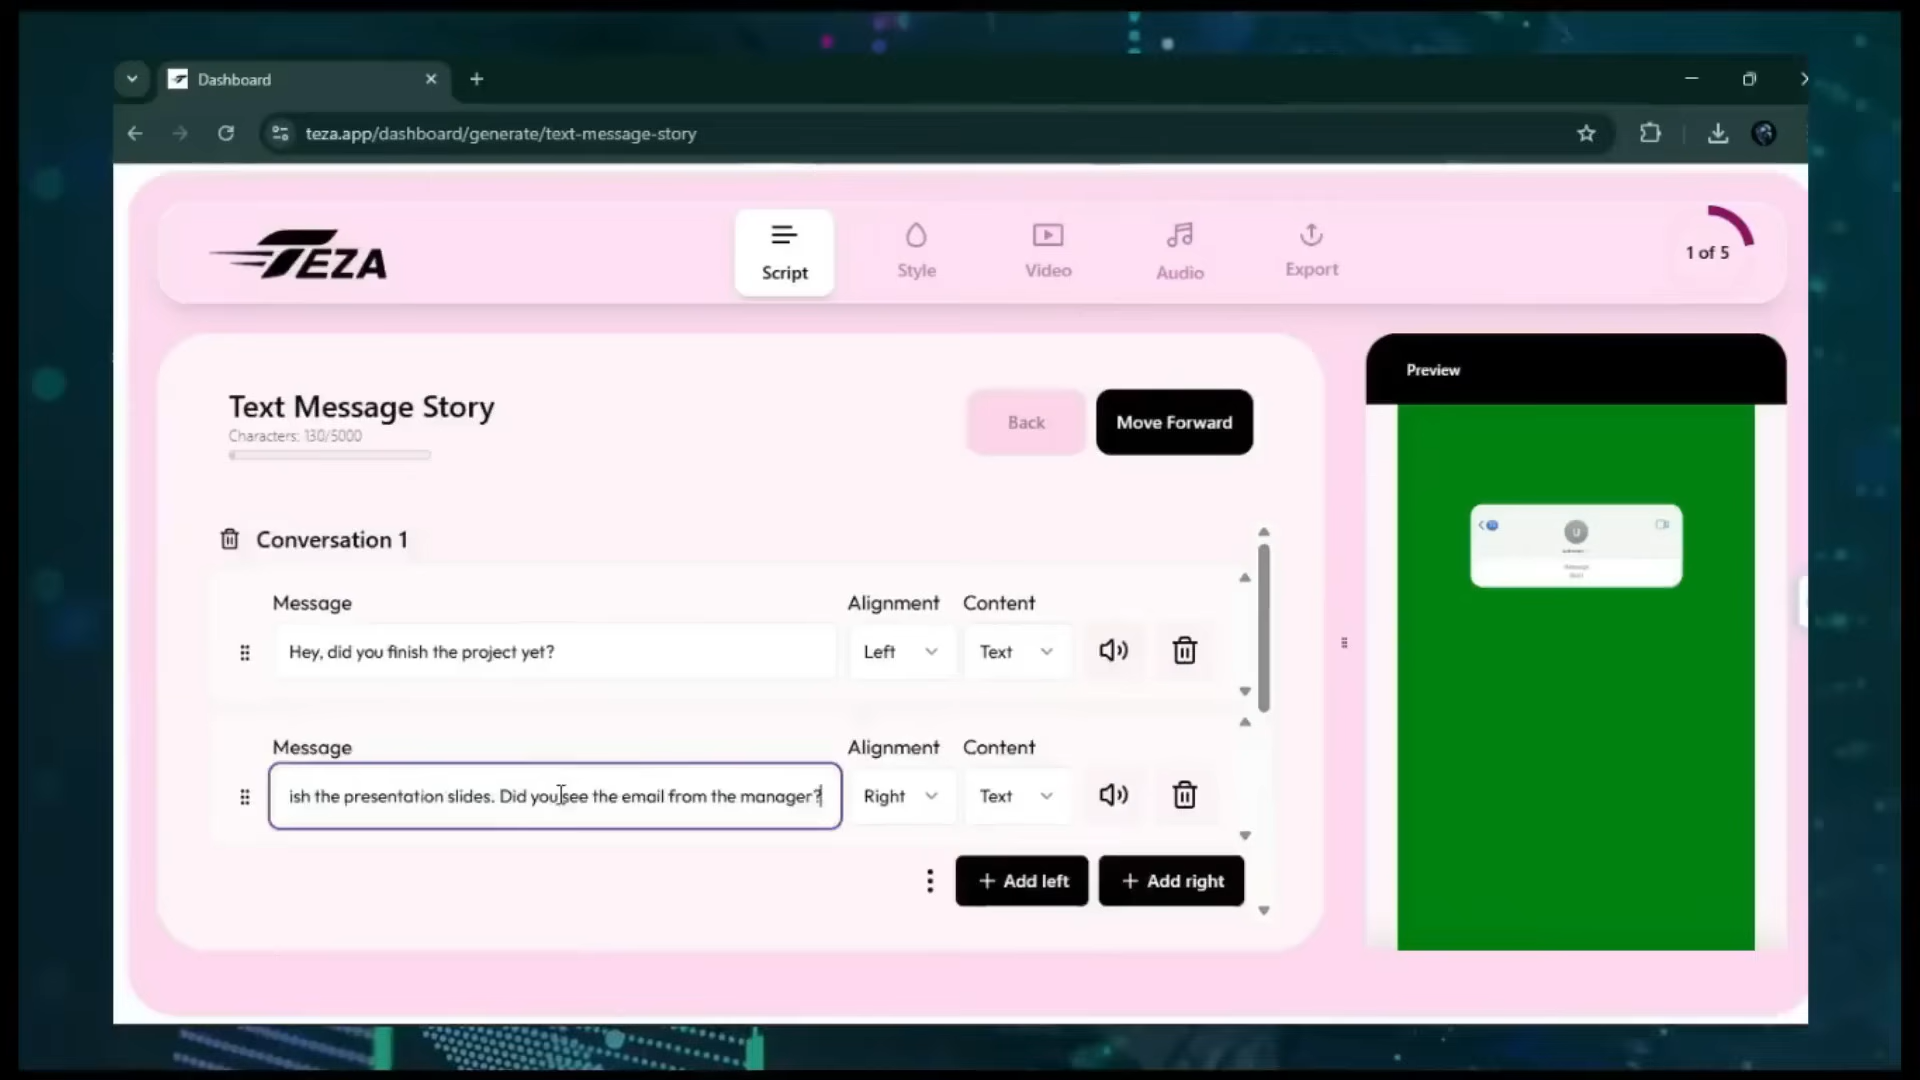 Dashboard
teza.app/dashboard/generate/text-message-story
TEZA
Script
Style
Video
Audio
Export
1 of 5
Text Message Story
Characters: 130/5000
Back
Move Forward
Preview
U
Conversation 1
Message
Alignment
Content
Hey, did you finish the project yet?
Left
Text
Message
Alignment
Content
ish the presentation slides. Did you see the email from the manager?
Right
Text
+ Add left
+ Add right